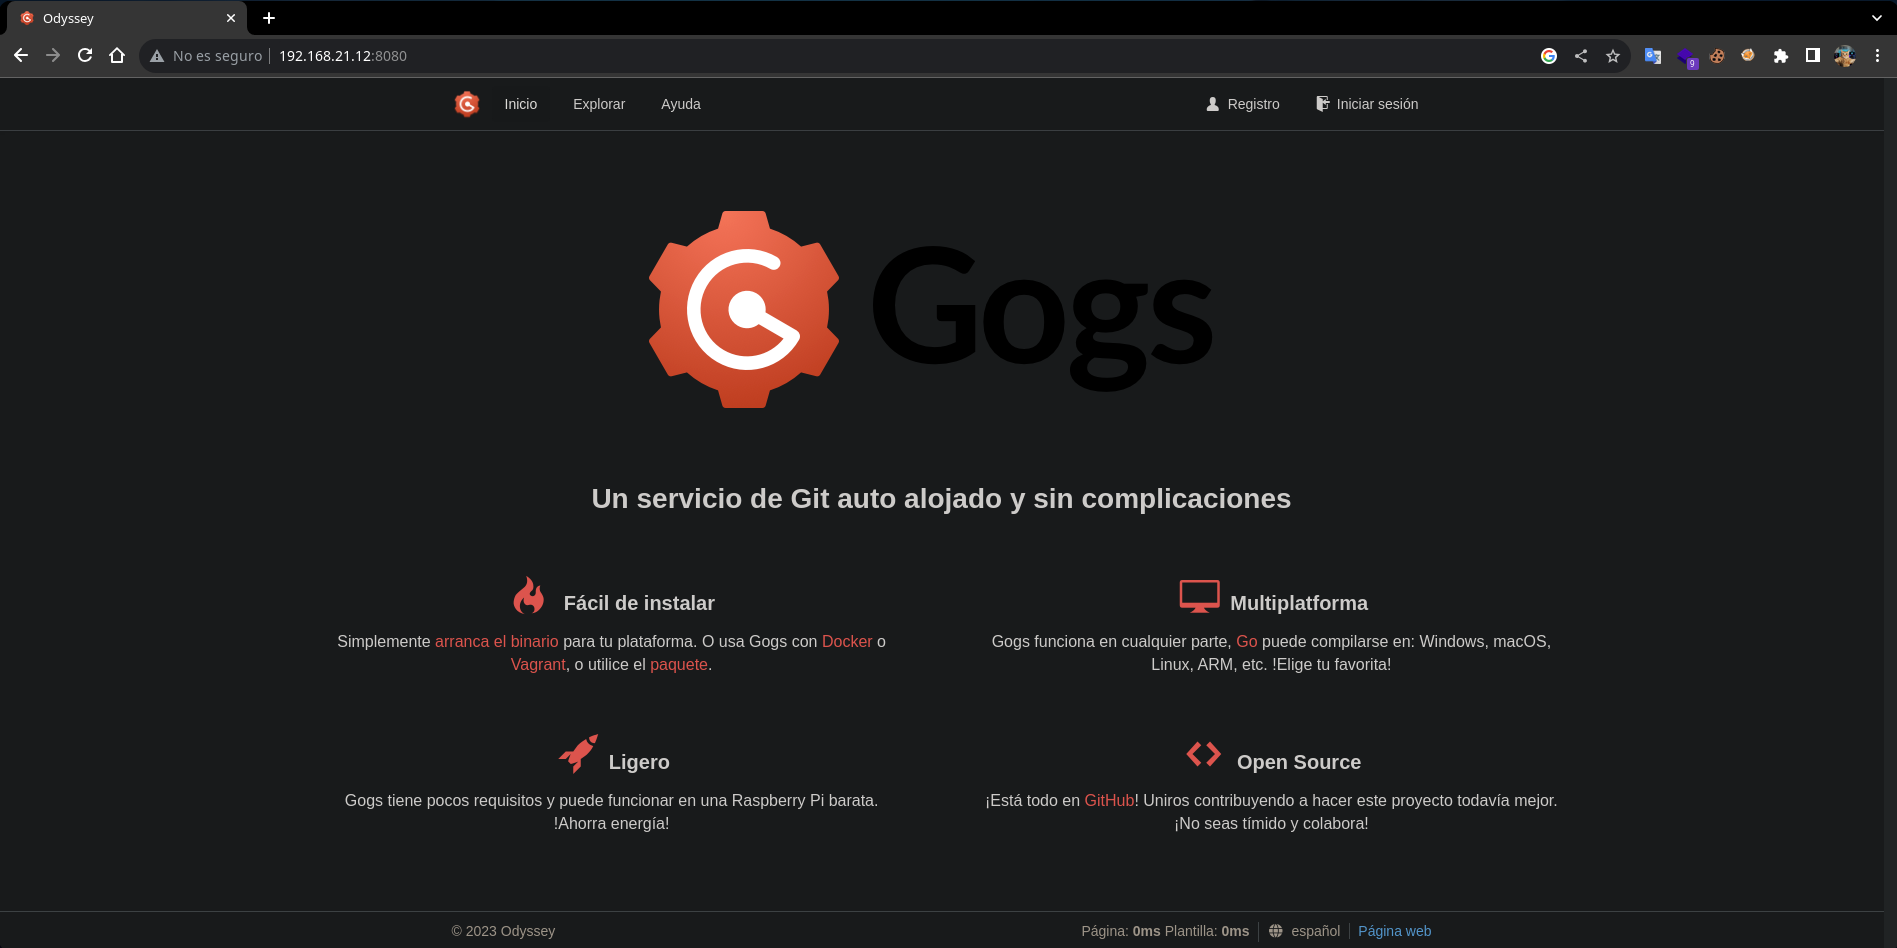 Odyssey
No es seguro 192.168.21.12:8080
9
Inicio Explorar Ayuda Registro Iniciar sesión
Gogs
Un servicio de Git auto alojado y sin complicaciones
Fácil de instalar
Simplemente arranca el binario para tu plataforma. O usa Gogs con Docker o
Vagrant, o utilice el paquete.
Multiplatforma
Gogs funciona en cualquier parte, Go puede compilarse en: Windows, macOS,
Linux, ARM, etc. !Elige tu favorita!
Ligero
Gogs tiene pocos requisitos y puede funcionar en una Raspberry Pi barata.
!Ahorra energía!
Open Source
¡Está todo en GitHub! Uniros contribuyendo a hacer este proyecto todavía mejor.
¡No seas tímido y colabora!
© 2023 Odyssey
Página: 0ms Plantilla: 0ms español Página web